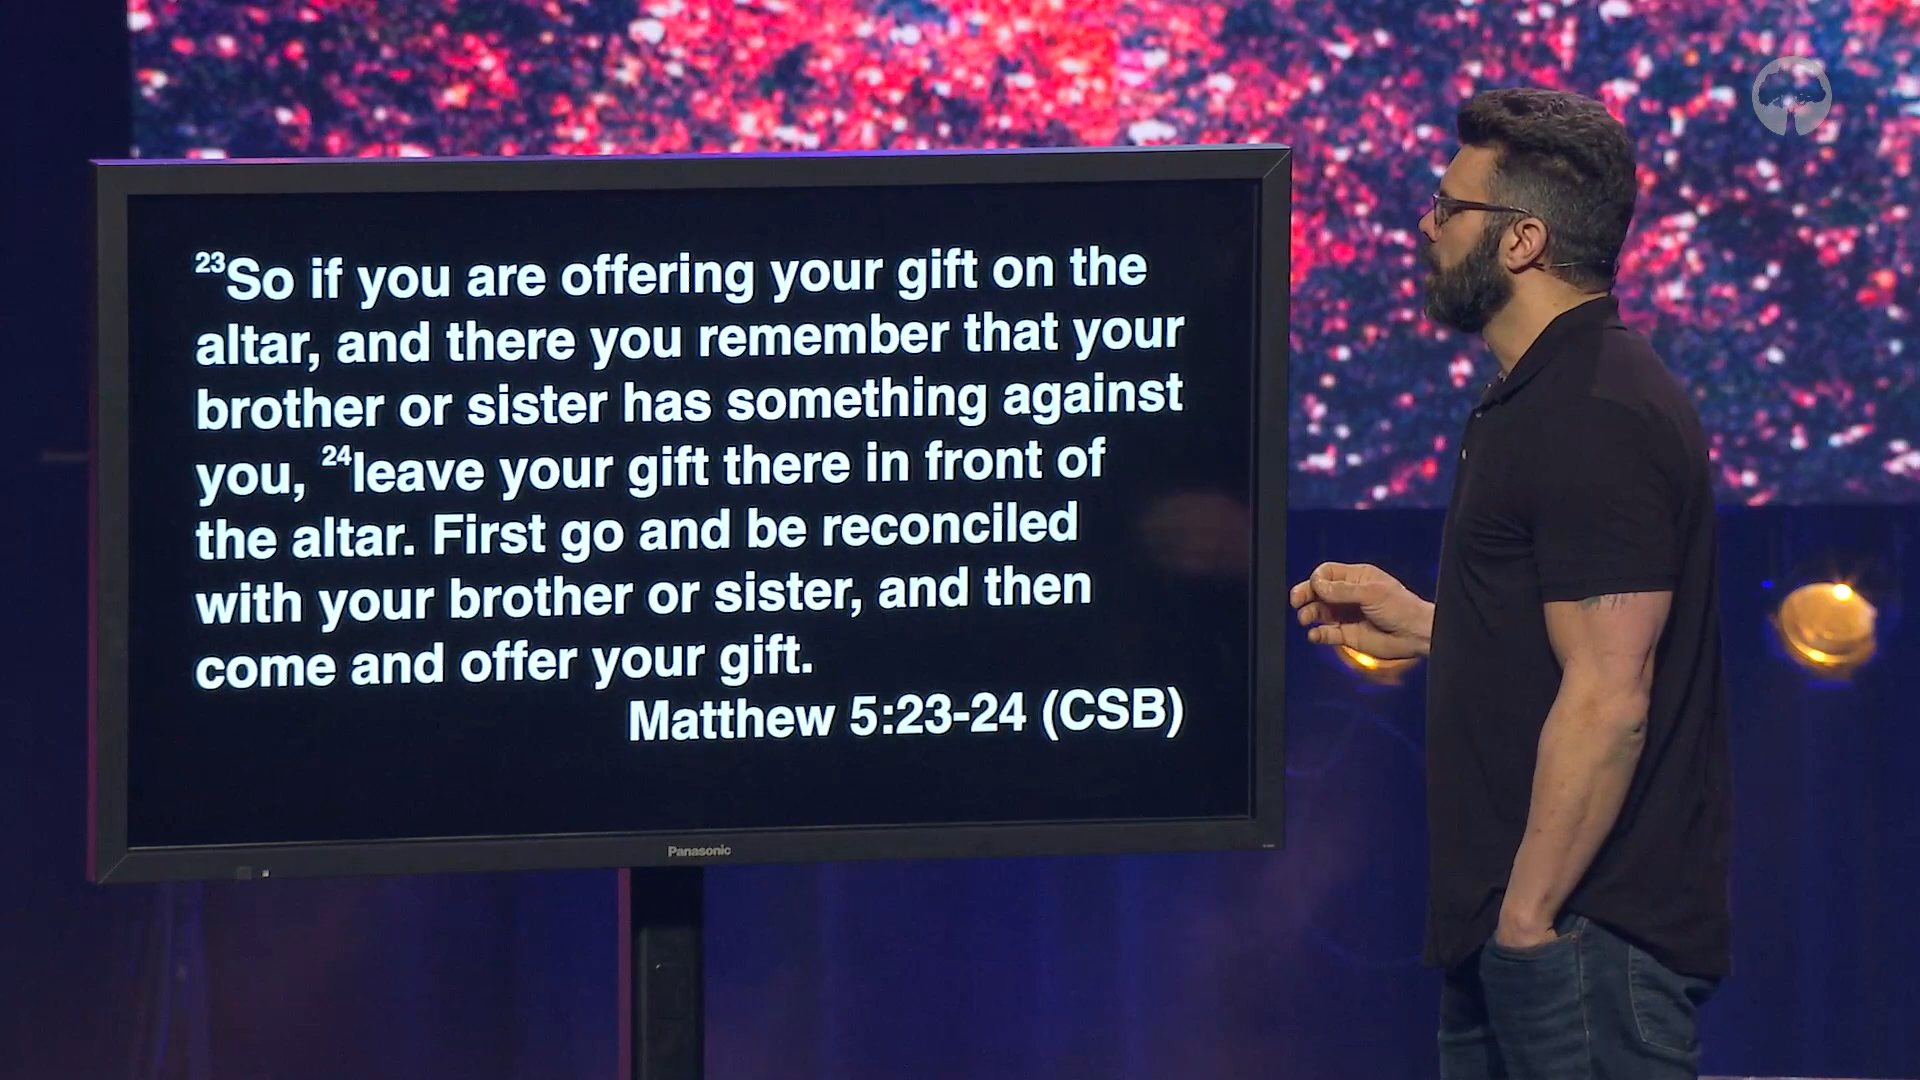 ²³So if you are offering your gift on the
altar, and there you remember that your
brother or sister has something against
you, ²⁴leave your gift there in front of
the altar. First go and be reconciled
with your brother or sister, and then
come and offer your gift.
Matthew 5:23-24 (CSB)
Panasonic